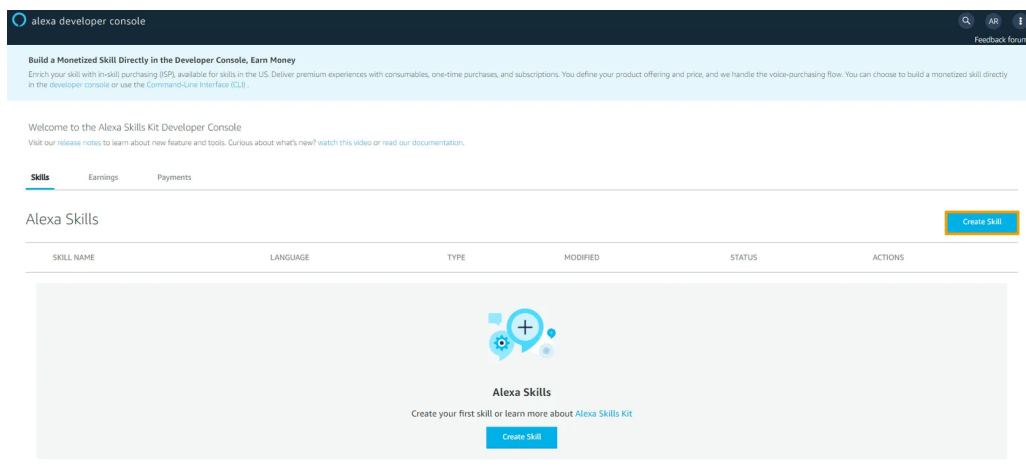 alexa developer console
AR
Feedback forum
Build a Monetized Skill Directly in the Developer Console, Earn Money
Enrich your skill with in-skill purchasing (ISP), available for skills in the US. Deliver premium experiences with consumables, one-time purchases, and subscriptions. You define your product offering and price, and we handle the voice-purchasing flow. You can choose to build a monetized skill directly
in the developer console or use the Command-Line Interface (CLI) .
Welcome to the Alexa Skills Kit Developer Console
Visit our release notes to learn about new feature and tools. Curious about what's new? watch this video or read our documentation.
Skills Earnings Payments
Alexa Skills
Create Skill
SKILL NAME LANGUAGE TYPE MODIFIED STATUS ACTIONS
Alexa Skills
Create your first skill or learn more about Alexa Skills Kit
Create Skill